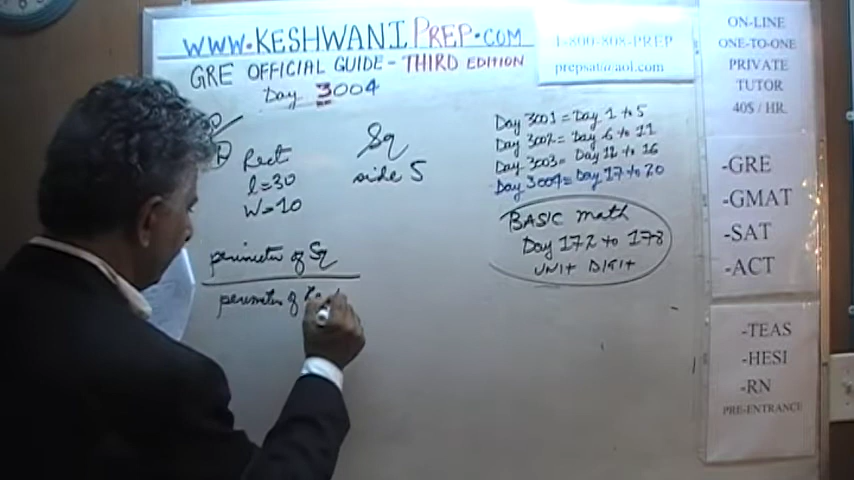 WWW.KESHWANIPREP.COM
GRE OFFICIAL GUIDE - THIRD EDITION
Day 3004
1-800-808-PREP
prepsat@aol.com
Rect
l=30
W=10
Sq
side 5
perimeter of Sq
perimeter of
Day 3001 = Day 1 to 5
Day 3002 = Day 6 to 11
Day 3003 = Day 12 to 16
Day 3004 = Day 17 to 20
BASIC math
Day 172 to 178
UNIT DIGIT
ON-LINE
ONE-TO-ONE
PRIVATE
TUTOR
40$ / HR.
-GRE
-GMAT
-SAT
-ACT
-TEAS
-HESI
-RN
PRE-ENTRANCE